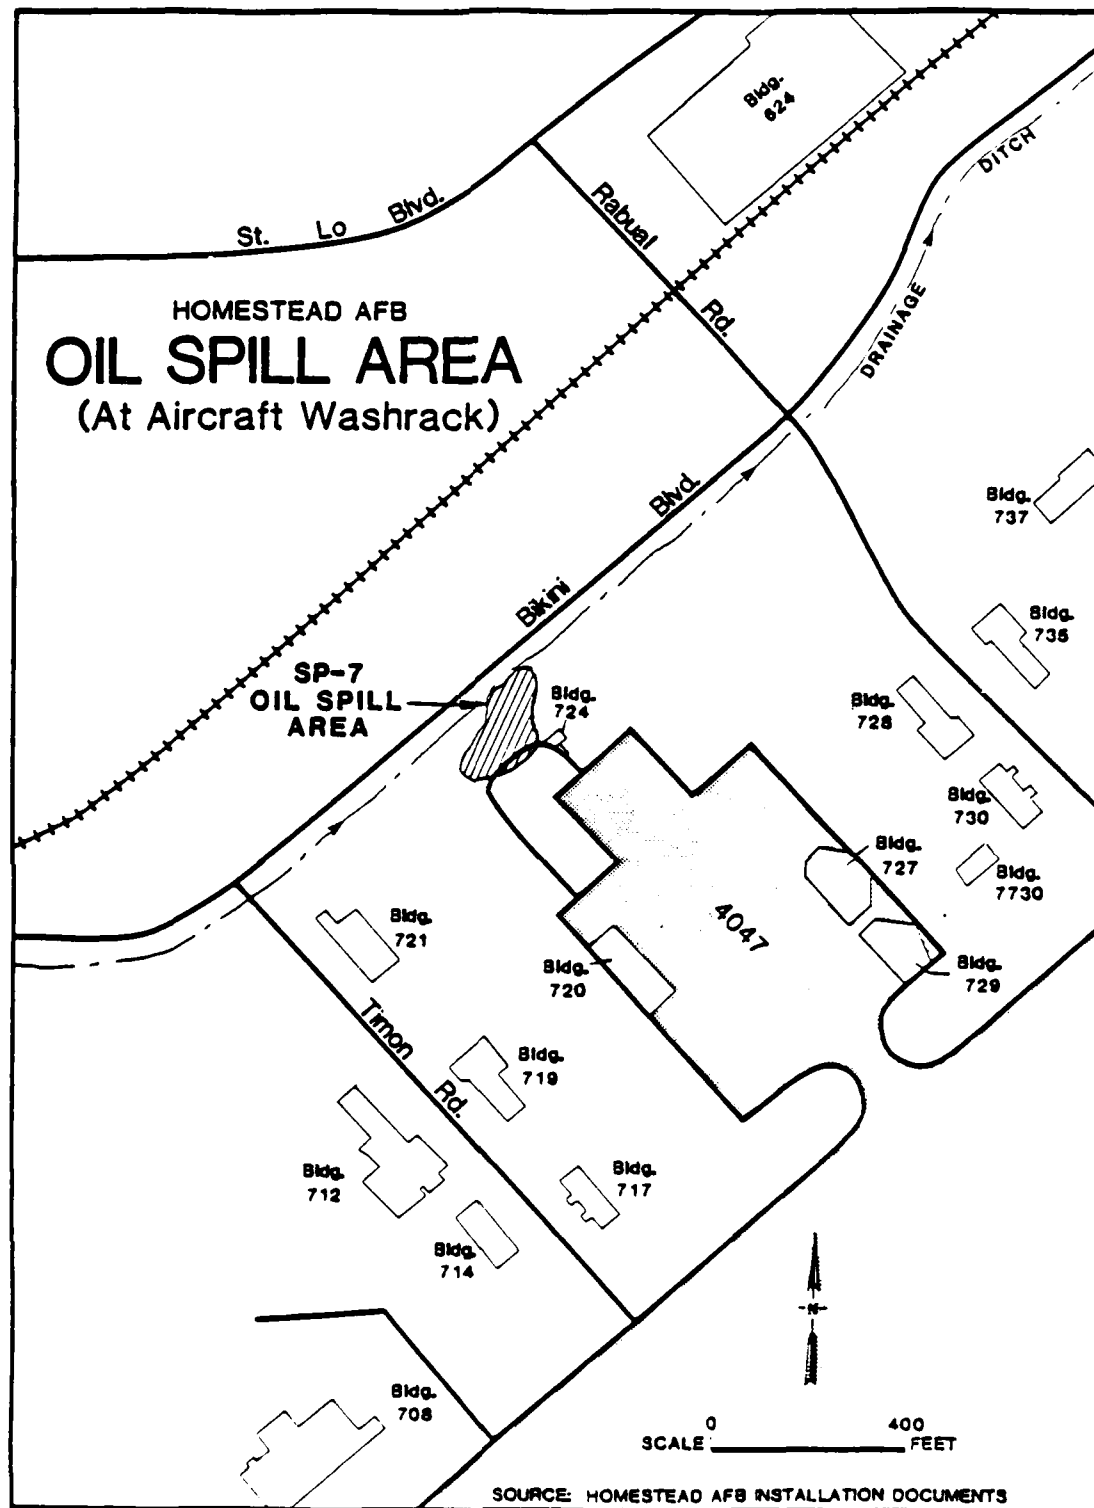 Bldg.
624
DITCH
Rabual
Rd.
St. Lo Blvd.
HOMESTEAD AFB
OIL SPILL AREA
(At Aircraft Washrack)
DRAINAGE
Bldg.
737
Bikini Blvd.
Bldg.
735
SP-7
OIL SPILL
AREA
Bldg.
724
Bldg.
728
Bldg.
730
Bldg.
727
Bldg.
7730
Bldg.
721
4047
Bldg.
720
Bldg.
729
Timon
Rd.
Bldg.
719
Bldg.
712
Bldg.
717
Bldg.
714
N
Bldg.
708
0 400
SCALE FEET
SOURCE: HOMESTEAD AFB INSTALLATION DOCUMENTS